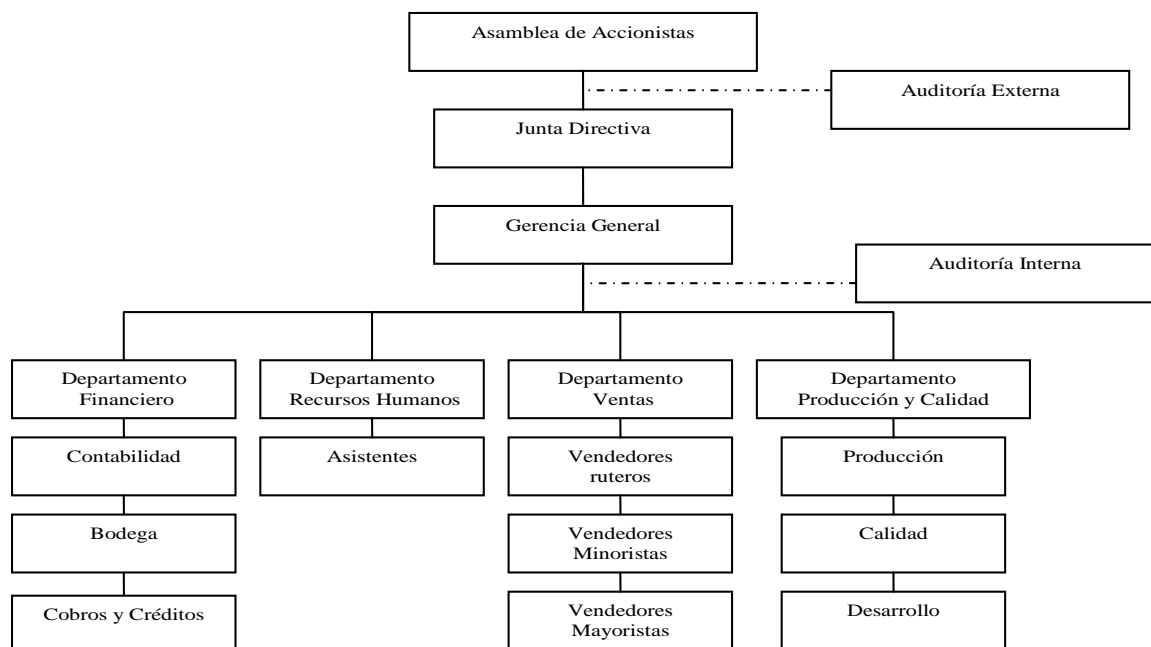 Asamblea de Accionistas
Auditoría Externa
Junta Directiva
Gerencia General
Auditoría Interna
Departamento
Financiero
Departamento
Recursos Humanos
Departamento
Ventas
Departamento
Producción y Calidad
Contabilidad
Asistentes
Vendedores
ruteros
Producción
Bodega
Vendedores
Minoristas
Calidad
Cobros y Créditos
Vendedores
Mayoristas
Desarrollo